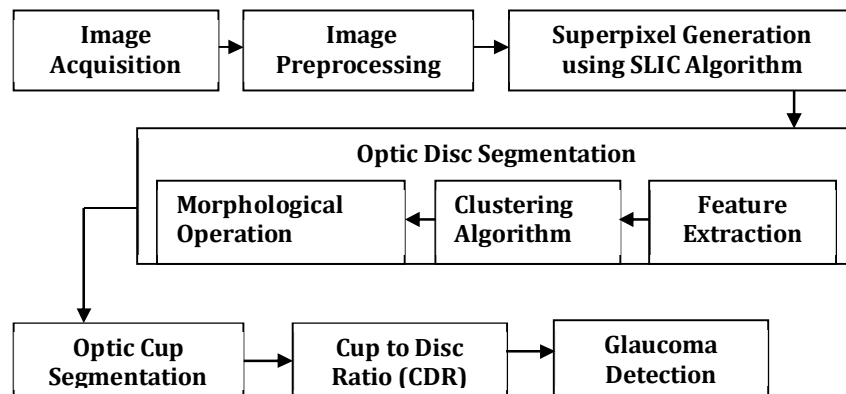 Image
Acquisition
Image
Preprocessing
Superpixel Generation
using SLIC Algorithm
Optic Disc Segmentation
Feature
Extraction
Clustering
Algorithm
Morphological
Operation
Optic Cup
Segmentation
Cup to Disc
Ratio (CDR)
Glaucoma
Detection